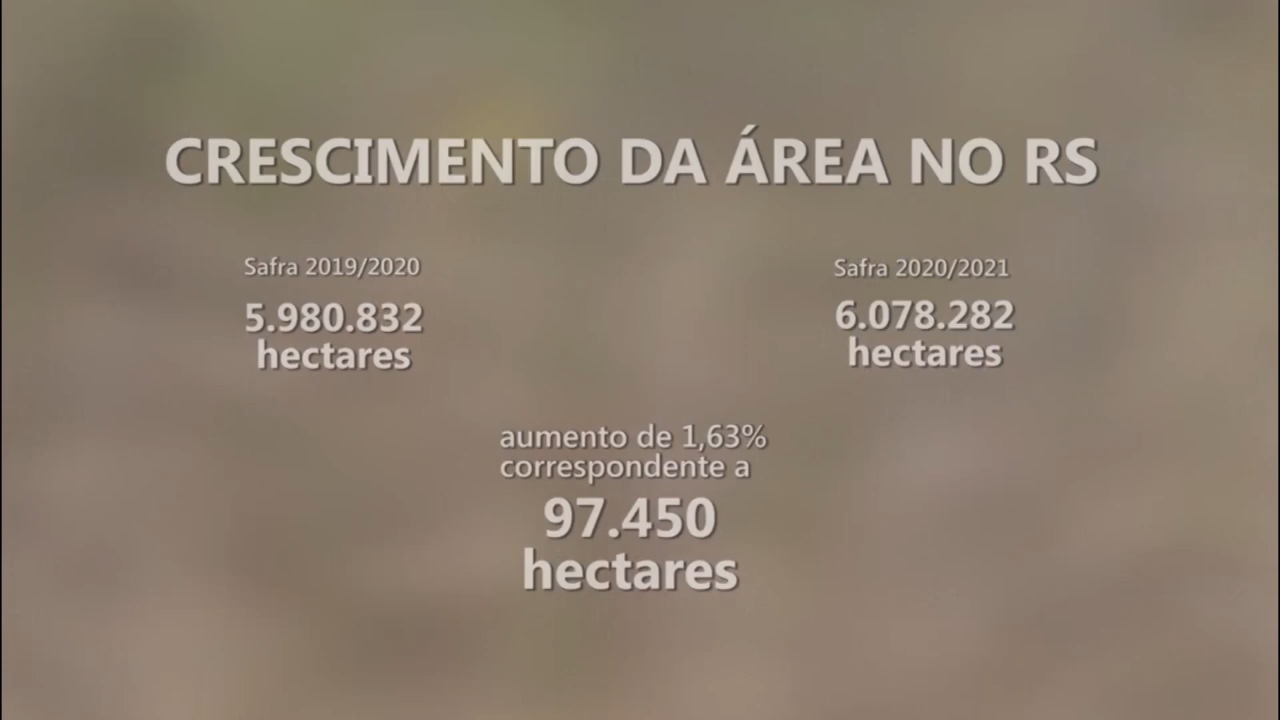 CRESCIMENTO DA ÁREA NO RS
Safra 2019/2020
5.980.832
hectares
Safra 2020/2021
6.078.282
hectares
aumento de 1,63%
correspondente a
97.450
hectares